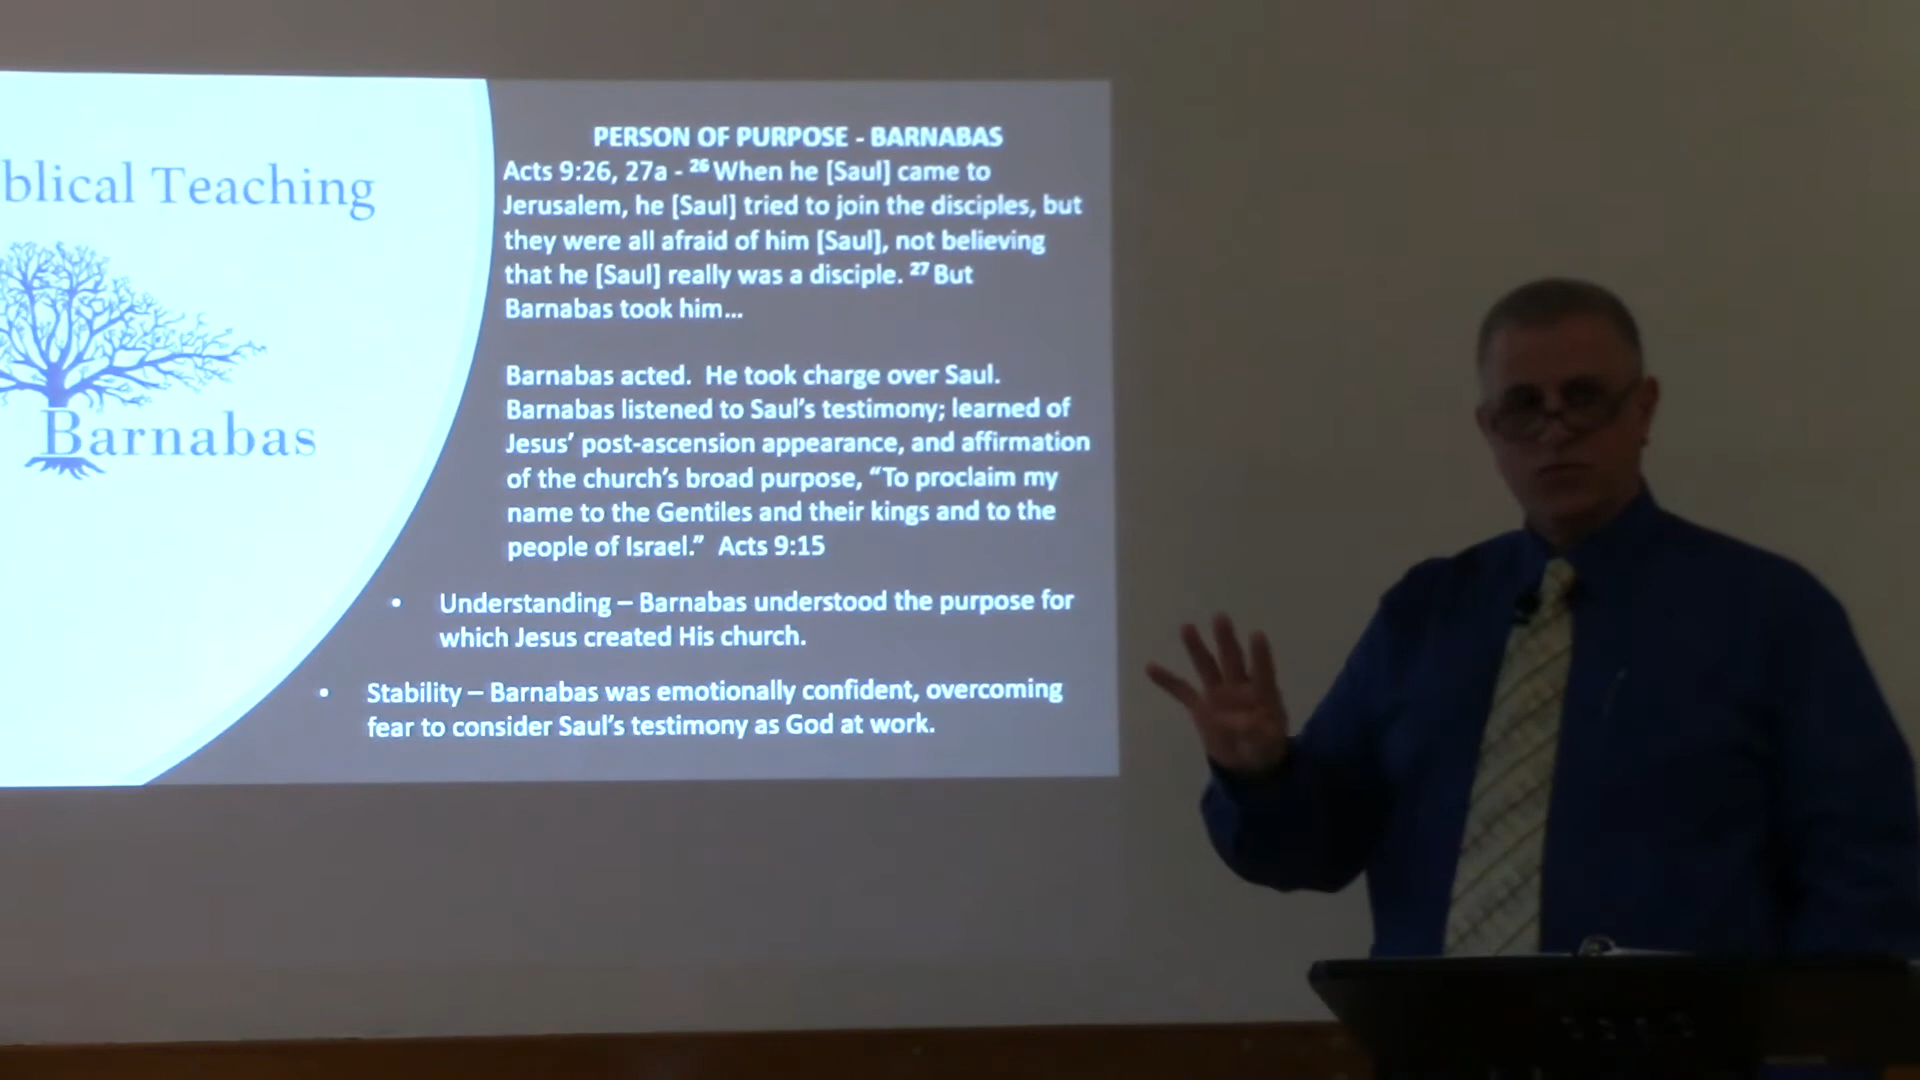 blical Teaching
Barnabas
PERSON OF PURPOSE - BARNABAS
Acts 9:26, 27a - ²⁶ When he [Saul] came to
Jerusalem, he [Saul] tried to join the disciples, but
they were all afraid of him [Saul], not believing
that he [Saul] really was a disciple. ²⁷ But
Barnabas took him...
Barnabas acted.  He took charge over Saul.
Barnabas listened to Saul’s testimony; learned of
Jesus’ post-ascension appearance, and affirmation
of the church’s broad purpose, “To proclaim my
name to the Gentiles and their kings and to the
people of Israel.”  Acts 9:15
• Understanding – Barnabas understood the purpose for
which Jesus created His church.
• Stability – Barnabas was emotionally confident, overcoming
fear to consider Saul’s testimony as God at work.